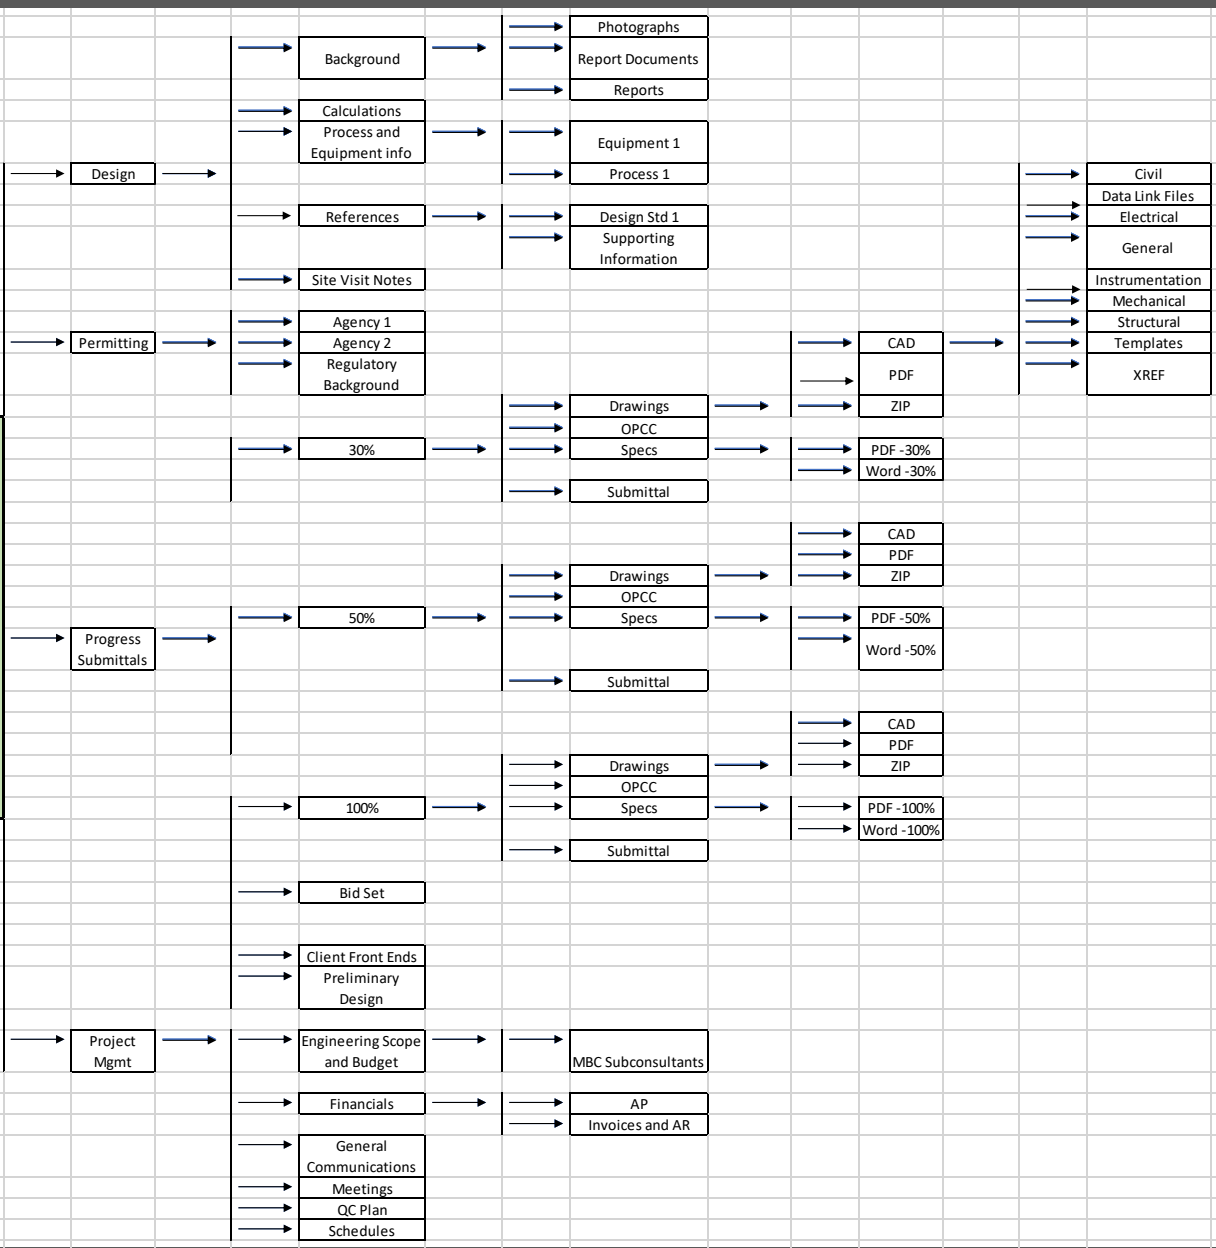 Photographs
Background
Report Documents
Reports
Calculations
Process and
Equipment info
Equipment 1
Design
Process 1
Civil
Data Link Files
References
Design Std 1
Electrical
Supporting
Information
General
Site Visit Notes
Instrumentation
Mechanical
Agency 1
Structural
Permitting
Agency 2
CAD
Templates
Regulatory
Background
PDF
XREF
Drawings
ZIP
OPCC
30%
Specs
PDF -30%
Word -30%
Submittal
CAD
PDF
Drawings
ZIP
OPCC
50%
Specs
PDF -50%
Progress
Submittals
Word -50%
Submittal
CAD
PDF
Drawings
ZIP
OPCC
100%
Specs
PDF -100%
Word -100%
Submittal
Bid Set
Client Front Ends
Preliminary
Design
Project
Mgmt
Engineering Scope
and Budget
MBC Subconsultants
Financials
AP
Invoices and AR
General
Communications
Meetings
QC Plan
Schedules